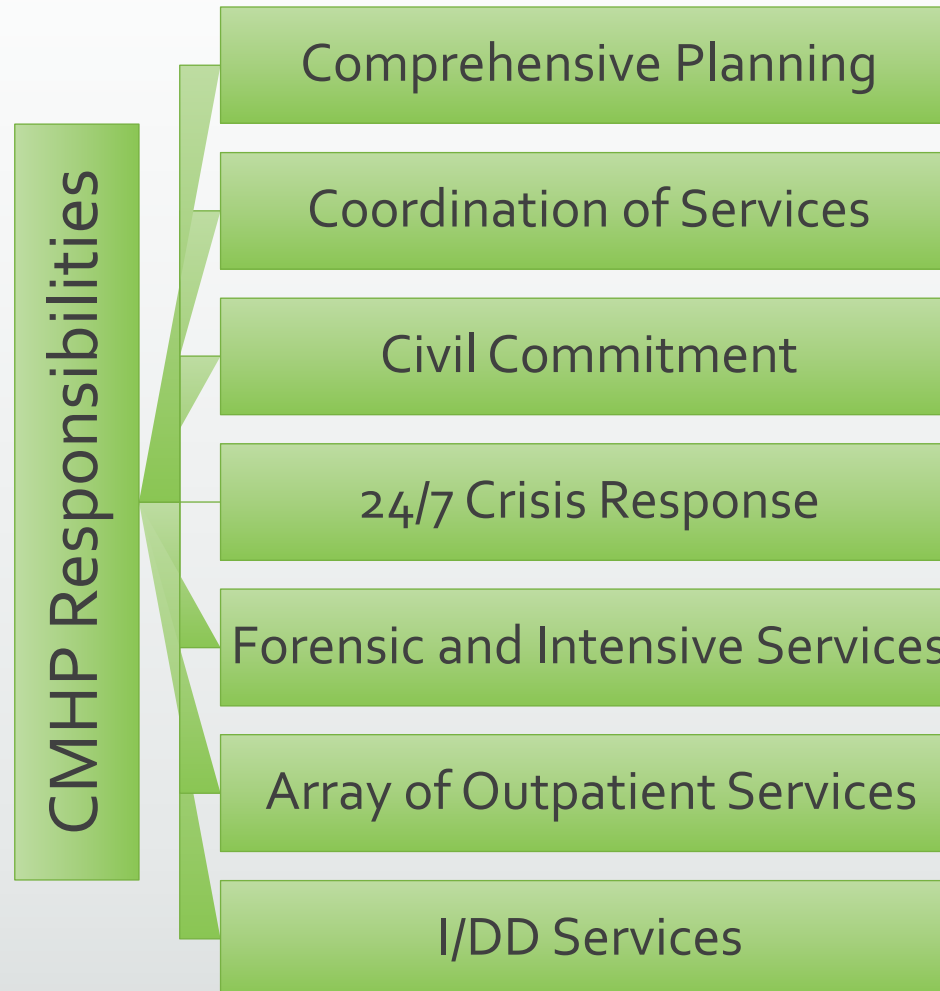 CMHP Responsibilities
Comprehensive Planning
Coordination of Services
Civil Commitment
24/7 Crisis Response
Forensic and Intensive Services
Array of Outpatient Services
I/DD Services